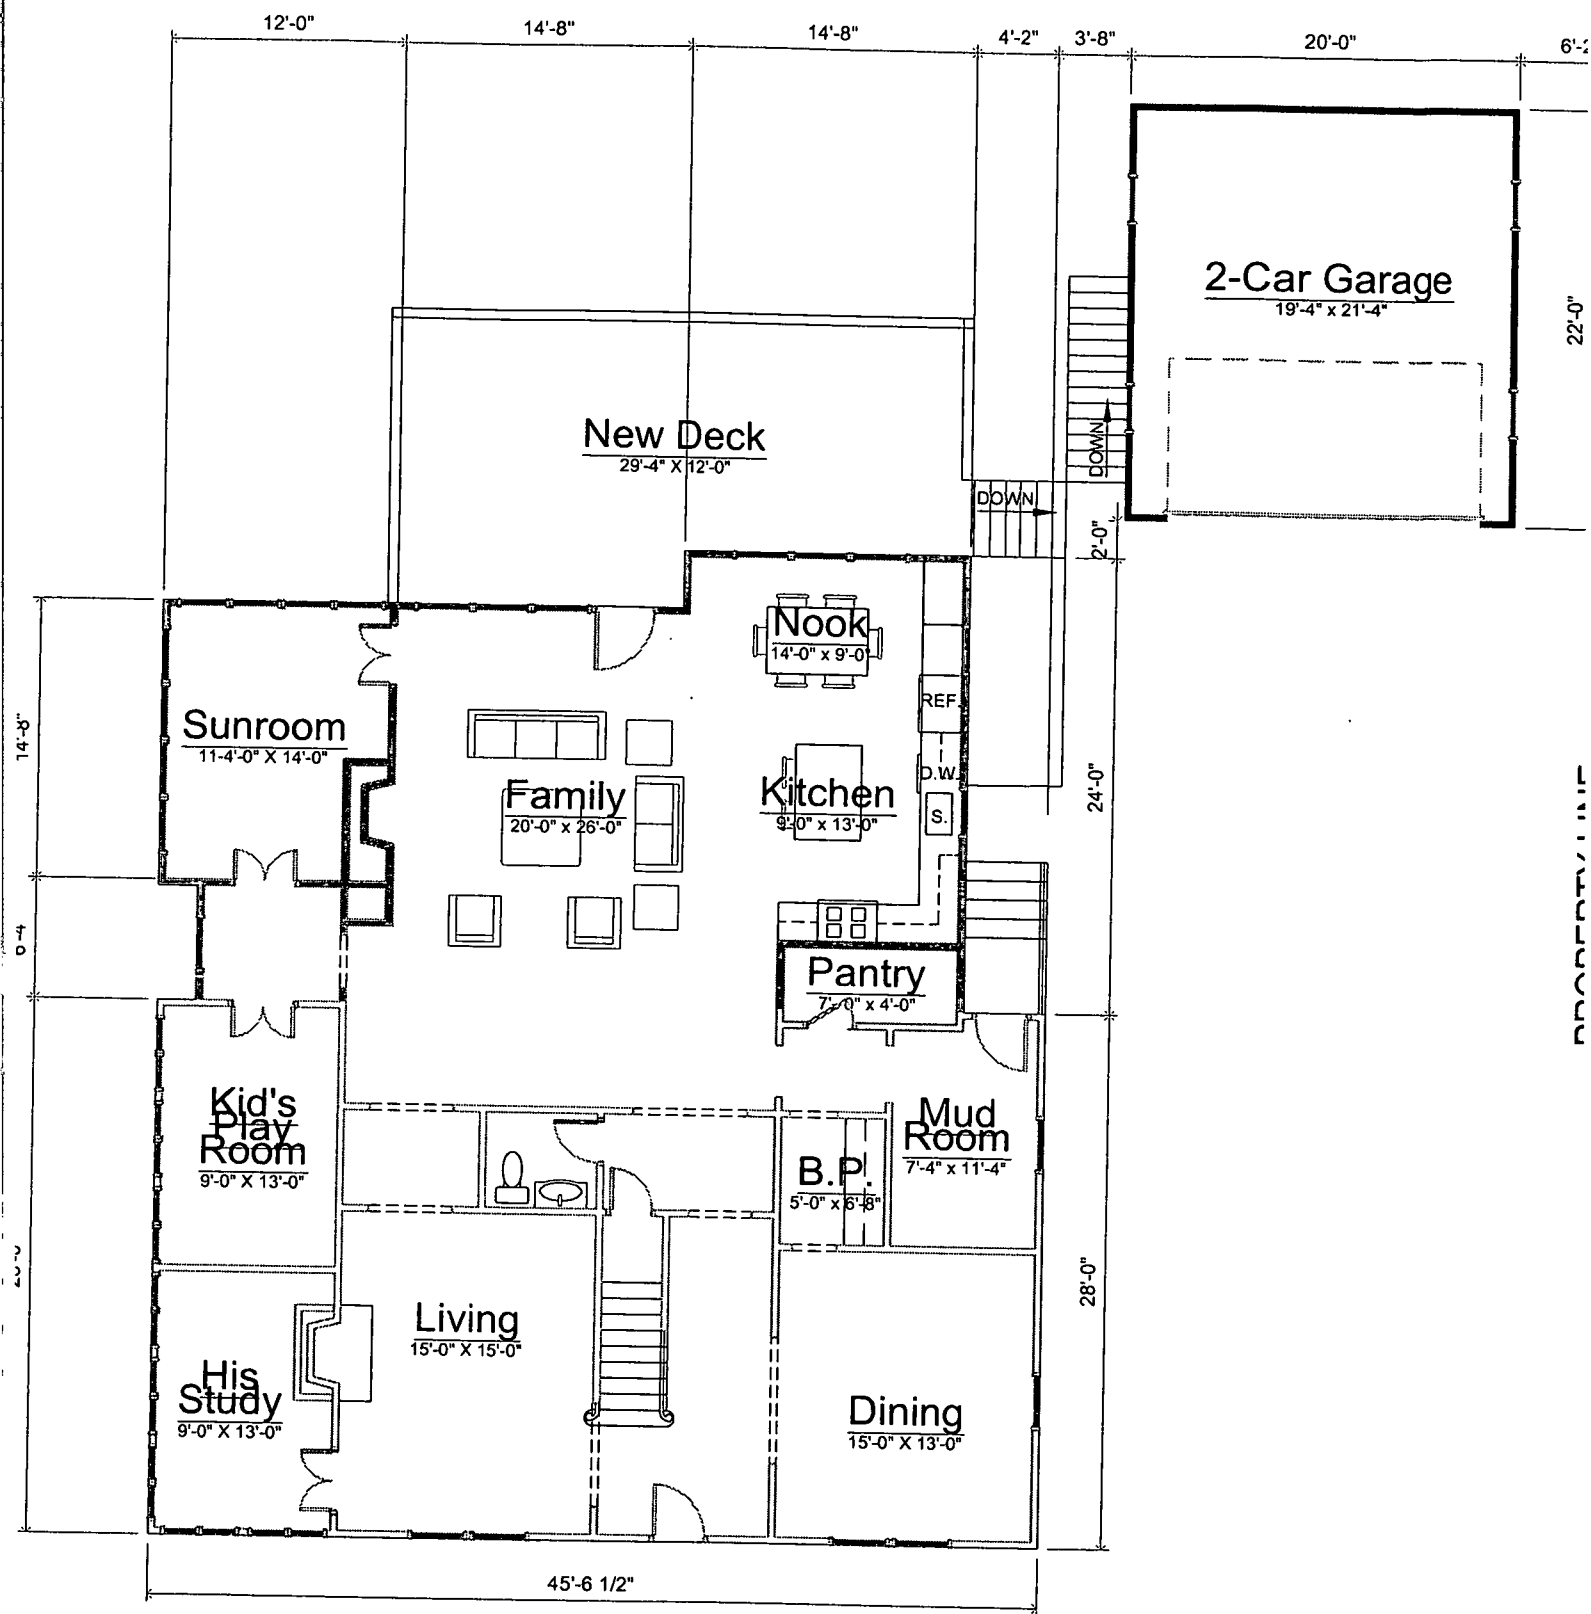 12'-0"
14'-8"
14'-8"
4'-2"
3'-8"
20'-0"
2-Car Garage
19'-4" x 21'-4"
22'-0"
New Deck
29'-4" X 12'-0"
DOWN
DOWN
2'-0"
Nook
14'-0" x 9'-0"
REF.
Sunroom
11-4'-0" X 14'-0"
14'-8"
D.W.
Family
20'-0" x 26'-0"
Kitchen
9'-0" x 13'-0"
S.
24'-0"
PROPERTY LINE
Pantry
7'-0" x 4'-0"
Kid's
Play
Room
9'-0" X 13'-0"
Mud
Room
7'-4" x 11'-4"
B.P.
5'-0" x 6'-8"
28'-0"
Living
15'-0" X 15'-0"
His
Study
9'-0" X 13'-0"
Dining
15'-0" X 13'-0"
45'-6 1/2"